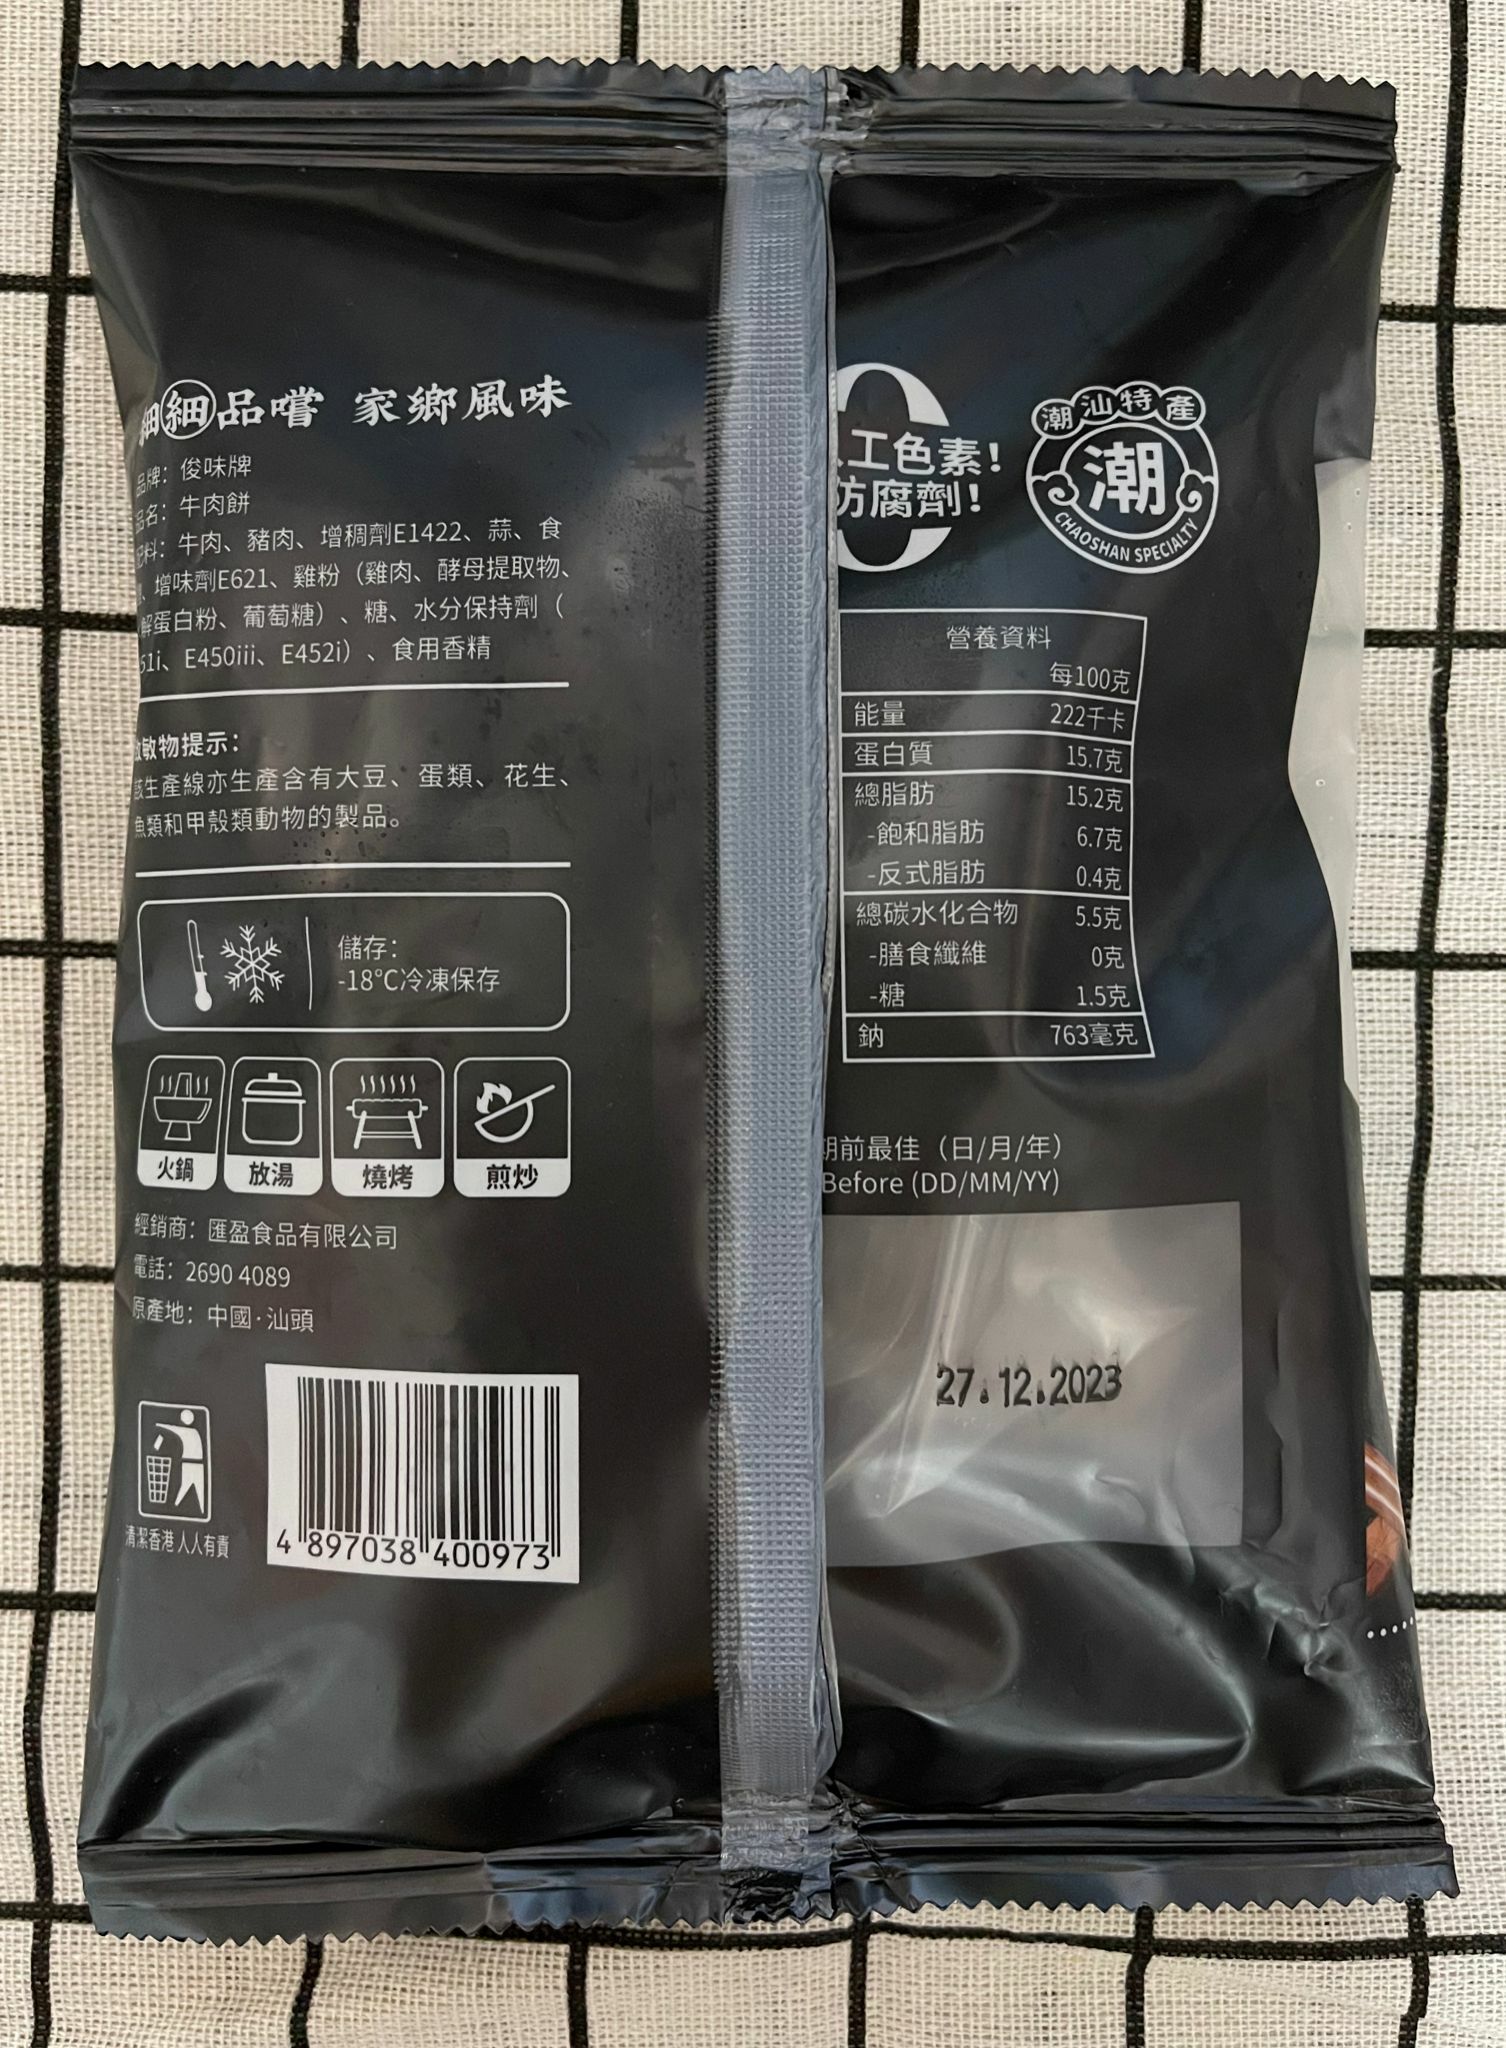 細細品嚐 家鄉風味
品牌：俊味牌
品名：牛肉餅
配料：牛肉、豬肉、增稠劑E1422、蒜、食
、增味劑E621、雞粉（雞肉、酵母提取物、
解蛋白粉、葡萄糖）、糖、水分保持劑（
51i、E450iii、E452i）、食用香精
敏物提示：
該生產線亦生產含有大豆、蛋類、花生、
魚類和甲殼類動物的製品。
儲存：
-18°C冷凍保存
火鍋 放湯 燒烤 煎炒
經銷商：匯盈食品有限公司
電話：2690 4089
原產地：中國·汕頭
清潔香港 人人有責
4 897038 400973
0
工色素！
防腐劑！
潮汕特產
潮
CHAOSHAN SPECIALTY
營養資料
每100克
能量 222千卡
蛋白質 15.7克
總脂肪 15.2克
-飽和脂肪 6.7克
-反式脂肪 0.4克
總碳水化合物 5.5克
-膳食纖維 0克
-糖 1.5克
鈉 763毫克
期前最佳（日/月/年）
Before (DD/MM/YY)
27.12.2023